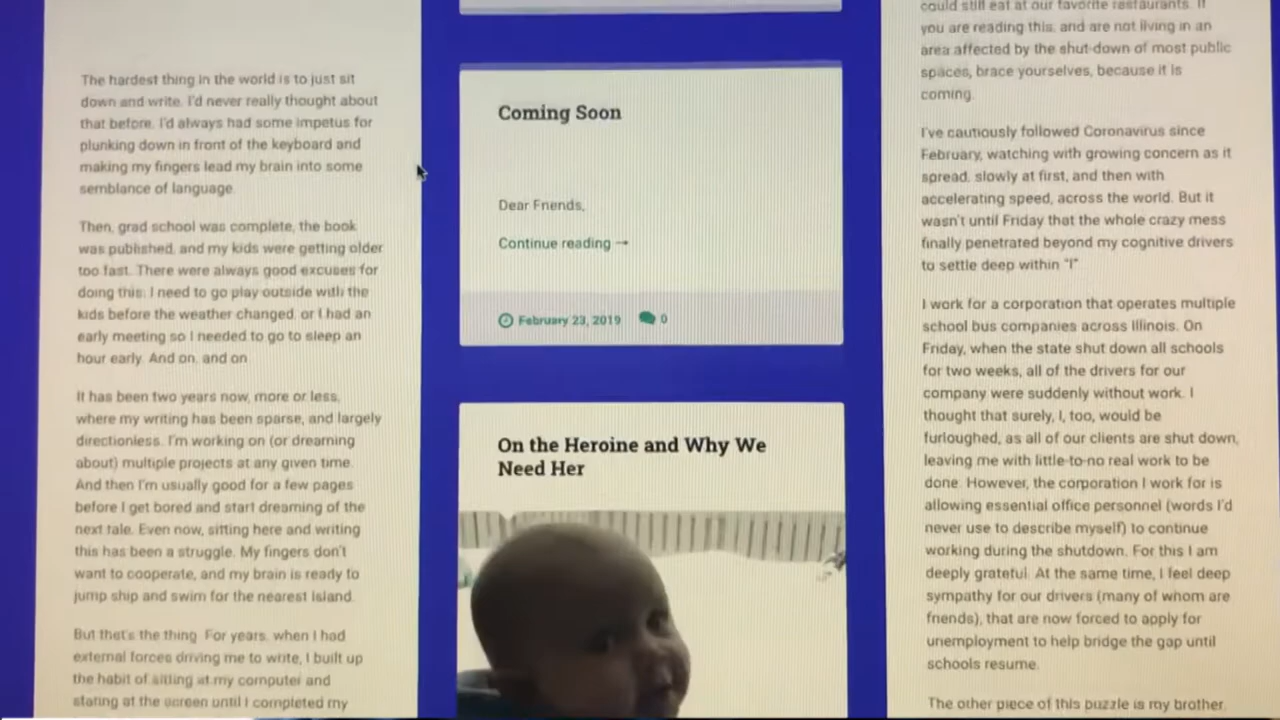 The hardest thing in the world is to just sit
down and write. I'd never really thought about
that before. I'd always had some impetus for
plunking down in front of the keyboard and
making my fingers lead my brain into some
semblance of language.
Then, grad school was complete, the book
was published, and my kids were getting older
too fast. There were always good excuses for
doing this: I need to go play outside with the
kids before the weather changed, or I had an
early meeting so I needed to go to sleep an
hour early. And on, and on.
It has been two years now, more or less,
where my writing has been sparse, and largely
directionless. I'm working on (or dreaming
about) multiple projects at any given time.
And then I'm usually good for a few pages
before I get bored and start dreaming of the
next tale. Even now, sitting here and writing
this has been a struggle. My fingers don't
want to cooperate, and my brain is ready to
jump ship and swim for the nearest island.
But that's the thing. For years, when I had
external forces driving me to write, I built up
the habit of sitting at my computer and
staring at the screen until I completed my
Coming Soon
Dear Friends,
Continue reading →
February 23, 2019 0
On the Heroine and Why We
Need Her
could still eat at our favorite restaurants. If
you are reading this, and are not living in an
area affected by the shut-down of most public
spaces, brace yourselves, because it is
coming.
I've cautiously followed Coronavirus since
February, watching with growing concern as it
spread, slowly at first, and then with
accelerating speed, across the world. But it
wasn't until Friday that the whole crazy mess
finally penetrated beyond my cognitive drivers
to settle deep within "I"
I work for a corporation that operates multiple
school bus companies across Illinois. On
Friday, when the state shut down all schools
for two weeks, all of the drivers for our
company were suddenly without work. I
thought that surely, I, too, would be
furloughed, as all of our clients are shut down,
leaving me with little-to-no real work to be
done. However, the corporation I work for is
allowing essential office personnel (words I'd
never use to describe myself) to continue
working during the shutdown. For this I am
deeply grateful. At the same time, I feel deep
sympathy for our drivers (many of whom are
friends), that are now forced to apply for
unemployment to help bridge the gap until
schools resume.
The other piece of this puzzle is my brother.